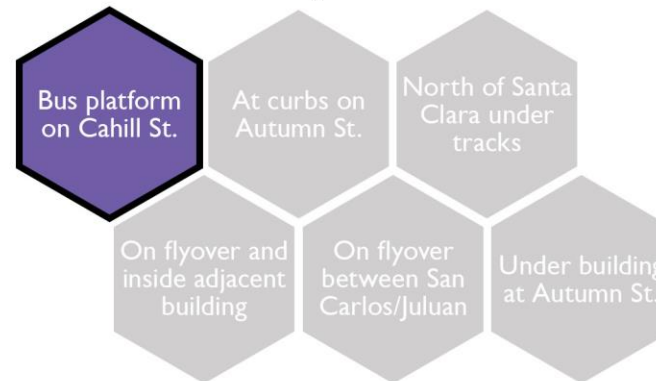 Bus platform
on Cahill St.
At curbs on
Autumn St.
North of Santa
Clara under
tracks
On flyover and
inside adjacent
building
On flyover
between San
Carlos/Juluan
Under building
at Autumn St.